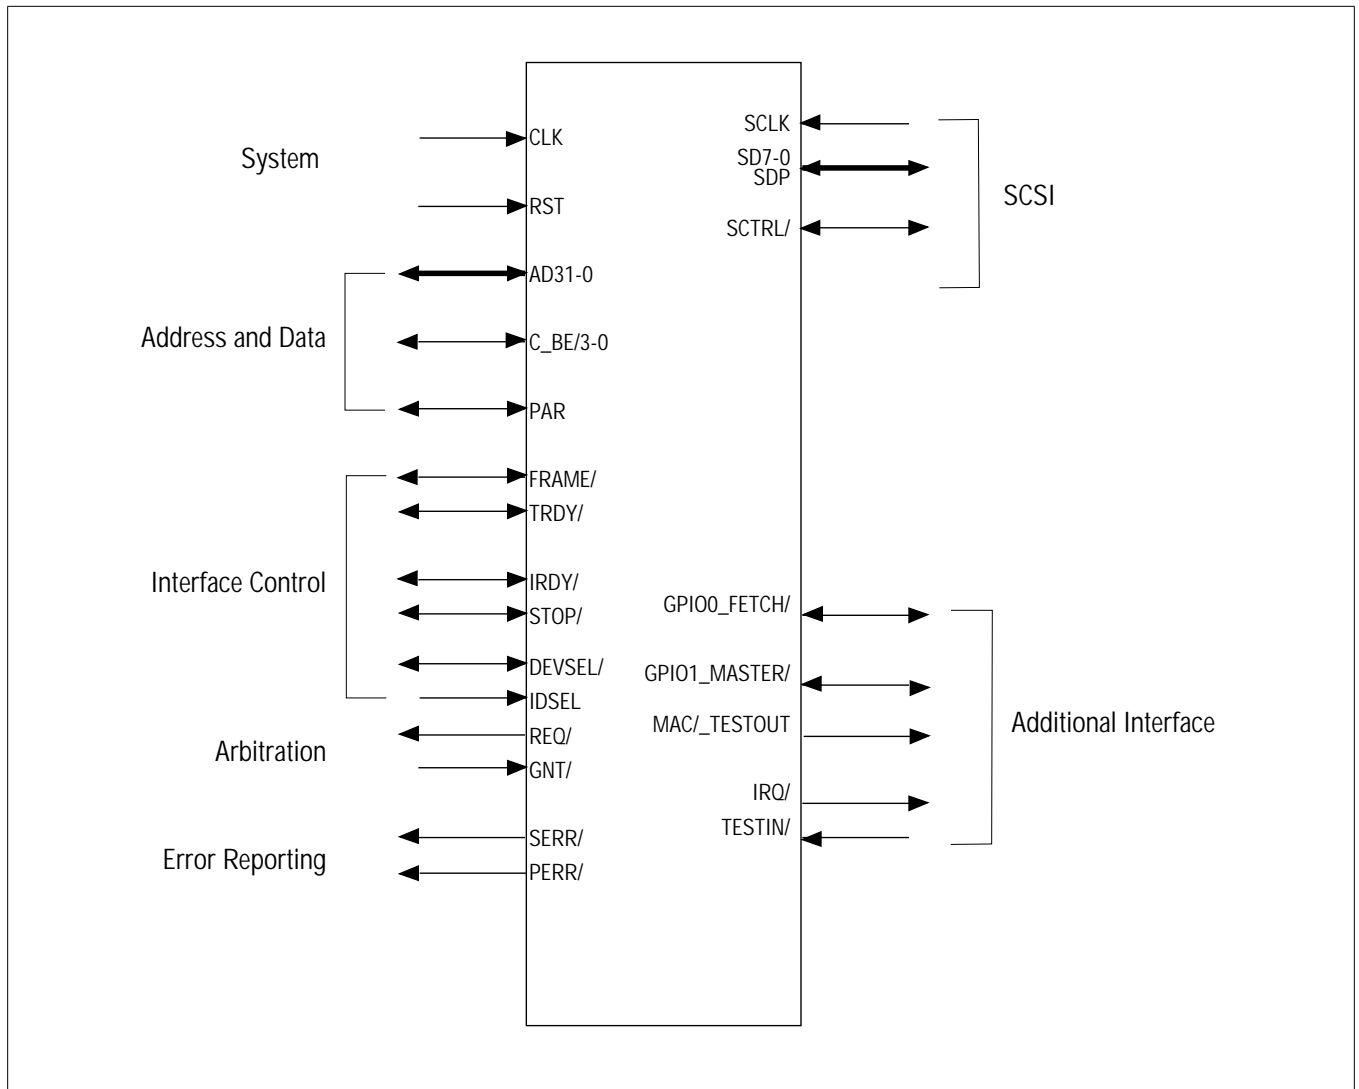 System
CLK
RST
Address and Data
AD31-0
C_BE/3-0
PAR
Interface Control
FRAME/
TRDY/
IRDY/
STOP/
DEVSEL/
IDSEL
Arbitration
REQ/
GNT/
Error Reporting
SERR/
PERR/
SCLK
SD7-0
SDP
SCTRL/
SCSI
GPIO0_FETCH/
GPIO1_MASTER/
MAC/_TESTOUT
IRQ/
TESTIN/
Additional Interface